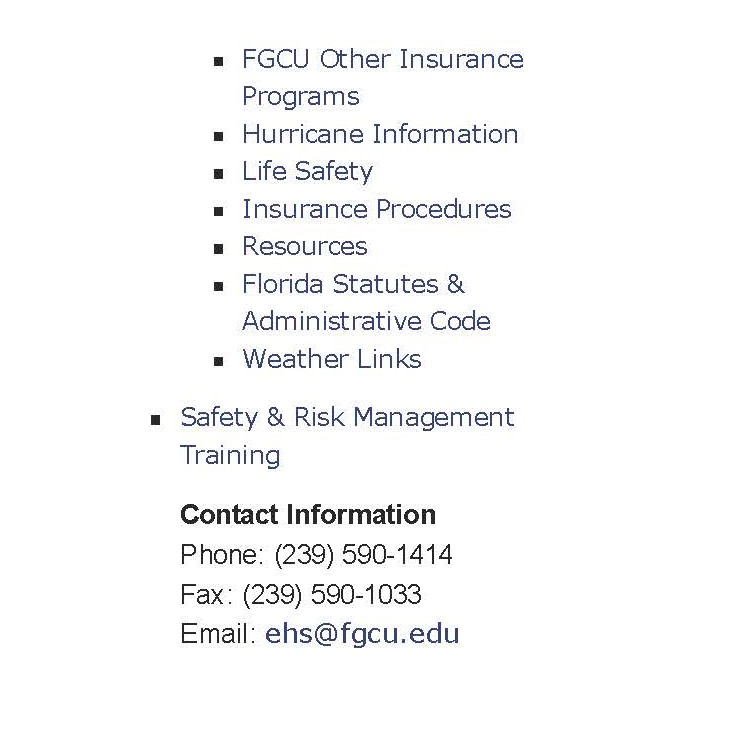 ▪ FGCU Other Insurance
Programs
▪ Hurricane Information
▪ Life Safety
▪ Insurance Procedures
▪ Resources
▪ Florida Statutes &
Administrative Code
▪ Weather Links
▪ Safety & Risk Management
Training
Contact Information
Phone: (239) 590-1414
Fax: (239) 590-1033
Email: ehs@fgcu.edu